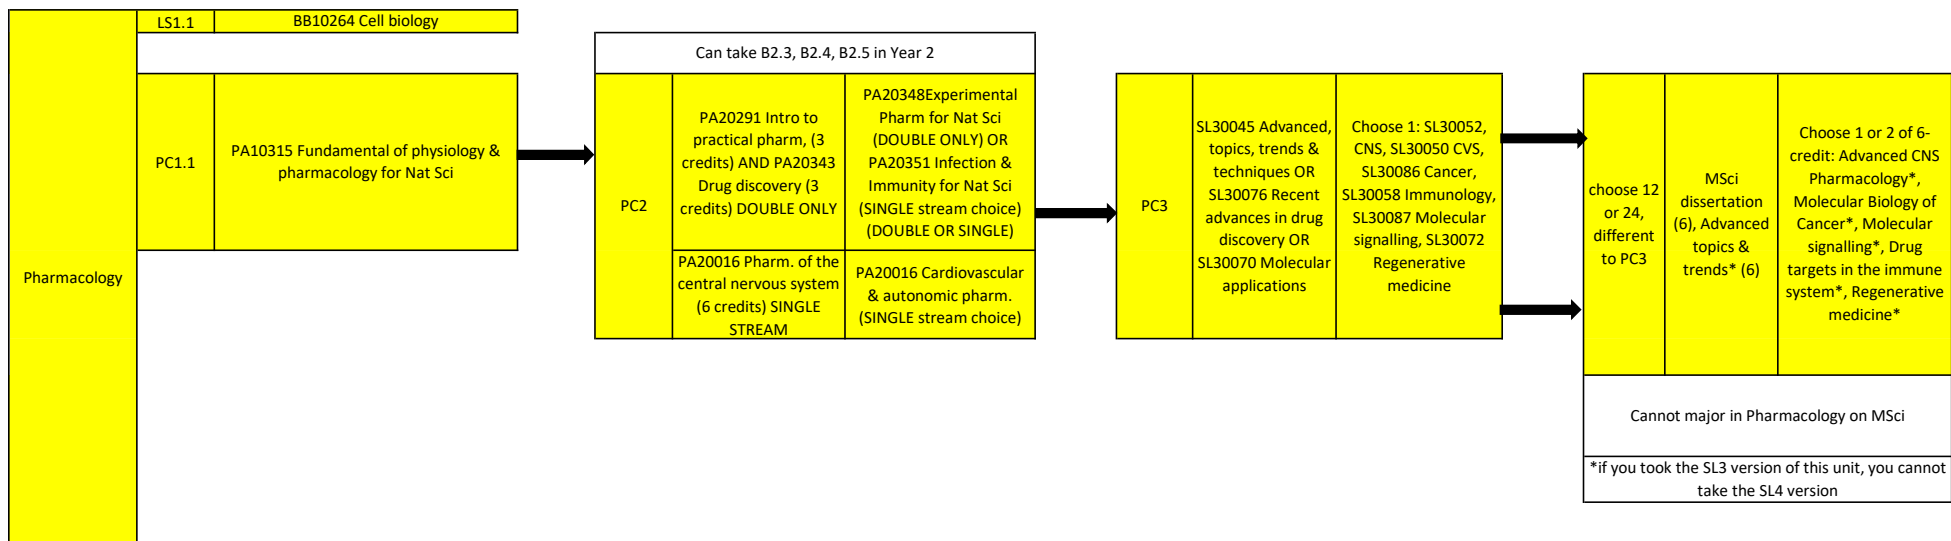 LS1.1
BB10264 Cell biology
Pharmacology
PC1.1
PA10315 Fundamental of physiology &
pharmacology for Nat Sci
Can take B2.3, B2.4, B2.5 in Year 2
PC2
PA20291 Intro to
practical pharm, (3
credits) AND PA20343
Drug discovery (3
credits) DOUBLE ONLY
PA20348Experimental
Pharm for Nat Sci
(DOUBLE ONLY) OR
PA20351 Infection &
Immunity for Nat Sci
(SINGLE stream choice)
(DOUBLE OR SINGLE)
PA20016 Pharm. of the
central nervous system
(6 credits) SINGLE
STREAM
PA20016 Cardiovascular
& autonomic pharm.
(SINGLE stream choice)
PC3
SL30045 Advanced,
topics, trends &
techniques OR
SL30076 Recent
advances in drug
discovery OR
SL30070 Molecular
applications
Choose 1: SL30052,
CNS, SL30050 CVS,
SL30086 Cancer,
SL30058 Immunology,
SL30087 Molecular
signalling, SL30072
Regenerative
medicine
choose 12
or 24,
different
to PC3
MSci
dissertation
(6), Advanced
topics &
trends* (6)
Choose 1 or 2 of 6-
credit: Advanced CNS
Pharmacology*,
Molecular Biology of
Cancer*, Molecular
signalling*, Drug
targets in the immune
system*, Regenerative
medicine*
Cannot major in Pharmacology on MSci
*if you took the SL3 version of this unit, you cannot
take the SL4 version